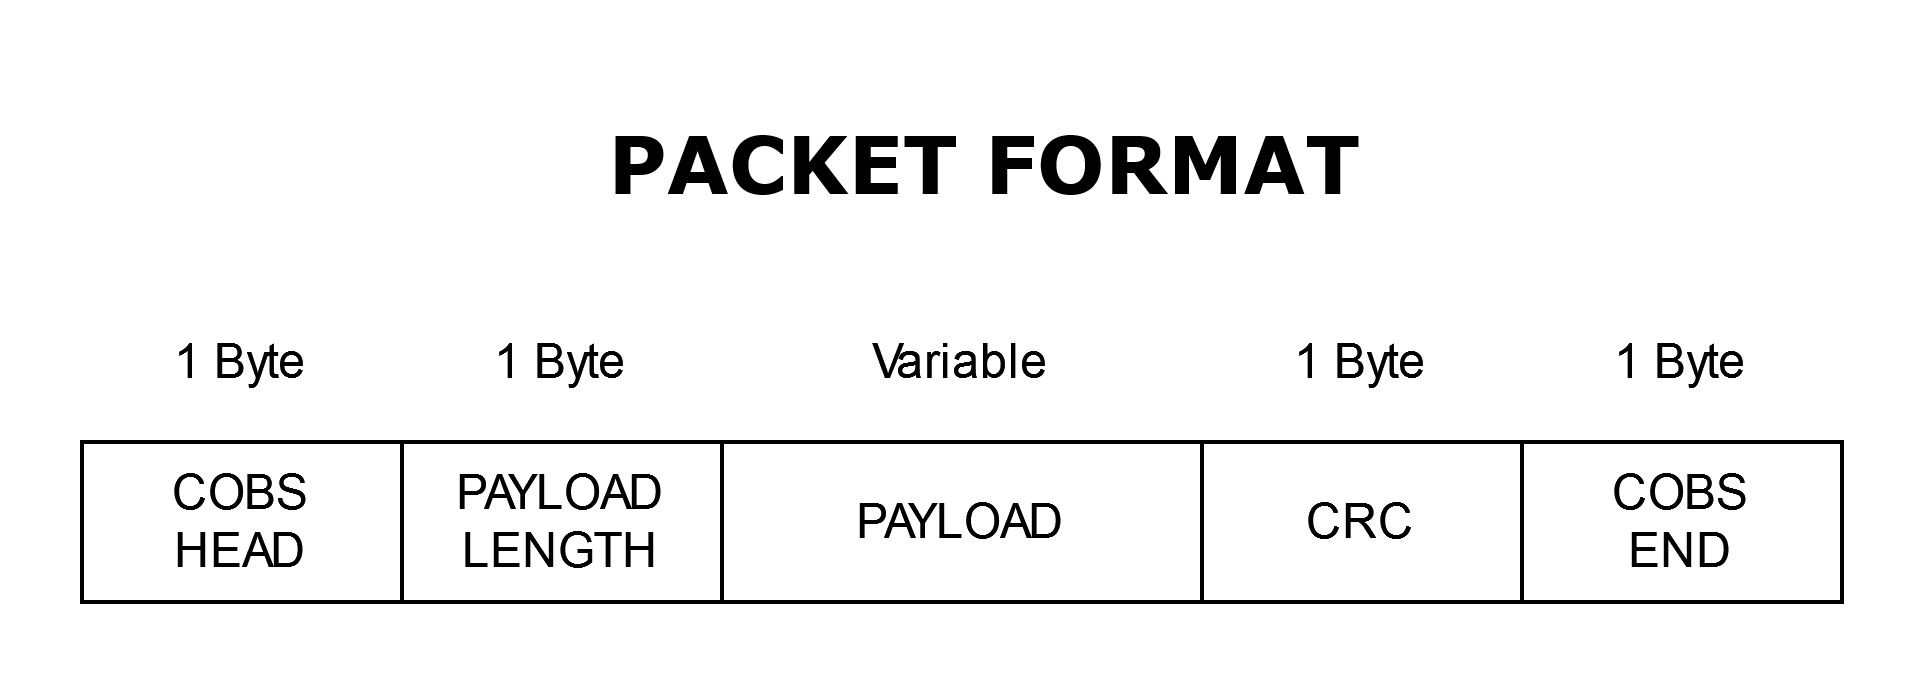 PACKET FORMAT
1 Byte 1 Byte Variable 1 Byte 1 Byte
COBS HEAD
PAYLOAD LENGTH
PAYLOAD
CRC
COBS END